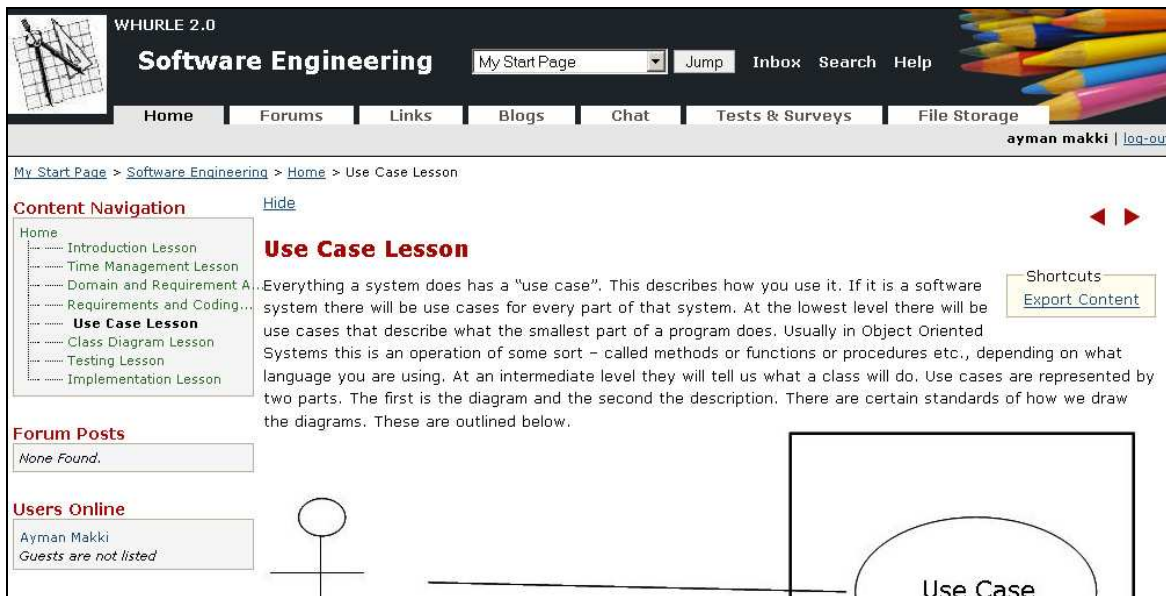 WHURLE 2.0
Software Engineering
My Start Page
Jump
Inbox Search Help
Home Forums Links Blogs Chat Tests & Surveys File Storage
ayman makki | log-ou
My Start Page > Software Engineering > Home > Use Case Lesson
Content Navigation
Home
Introduction Lesson
Time Management Lesson
Domain and Requirement A...
Requirements and Coding...
Use Case Lesson
Class Diagram Lesson
Testing Lesson
Implementation Lesson
Forum Posts
None Found.
Users Online
Ayman Makki
Guests are not listed
Hide
Use Case Lesson
Shortcuts
Export Content
Everything a system does has a "use case". This describes how you use it. If it is a software
system there will be use cases for every part of that system. At the lowest level there will be
use cases that describe what the smallest part of a program does. Usually in Object Oriented
Systems this is an operation of some sort – called methods or functions or procedures etc., depending on what
language you are using. At an intermediate level they will tell us what a class will do. Use cases are represented by
two parts. The first is the diagram and the second the description. There are certain standards of how we draw
the diagrams. These are outlined below.
Use Case